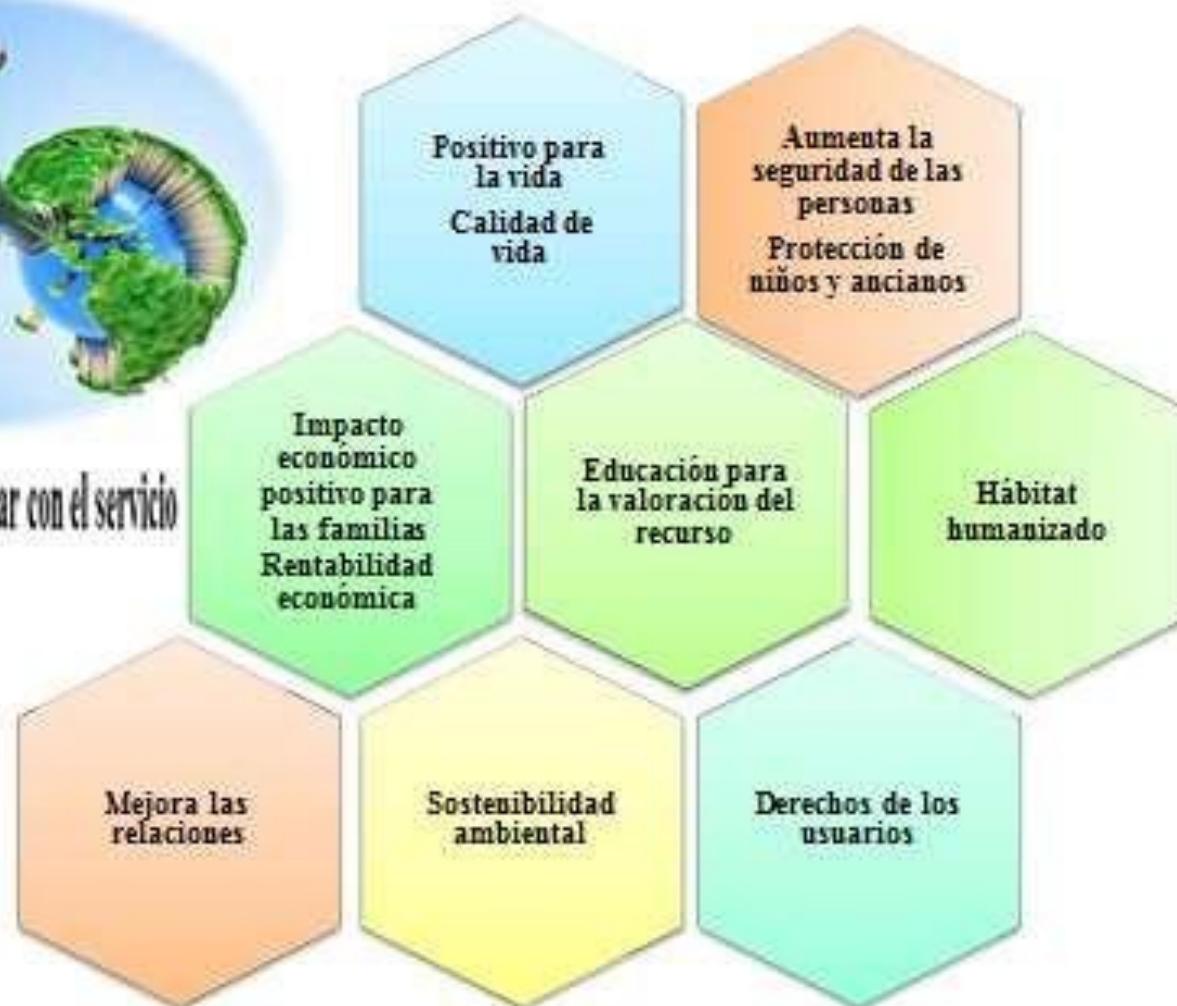 Positivo para
la vida
Calidad de
vida
Aumenta la
seguridad de las
personas
Protección de
niños y ancianos
Impacto
económico
positivo para
las familias
Rentabilidad
económica
Educación para
la valoración del
recurso
Hábitat
humanizado
con el servicio
Mejora las
relaciones
Sostenibilidad
ambiental
Derechos de los
usuarios